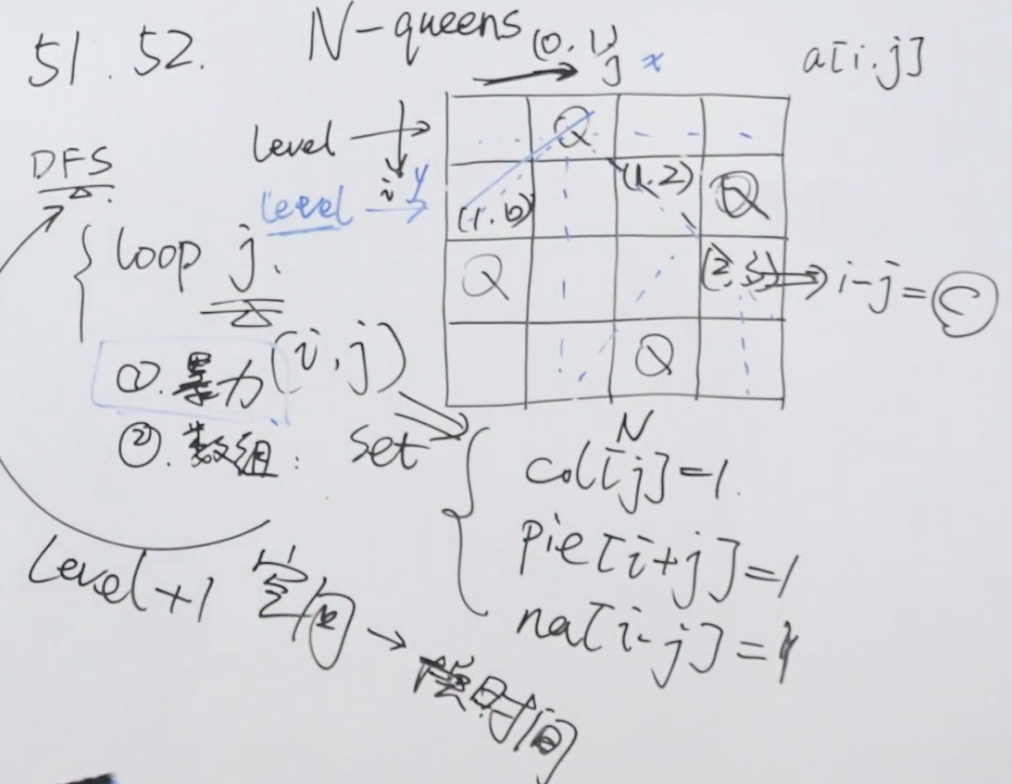 51. 52. N-queens
(0,1)
j x
a[i.j]
Level
i y
Level
DFS
Q
(1.0)
(1.2)
Q
Q
(2,3)
i-j=C
Q
loop j.
①.暴力
(i,j)
②.数组:
Set
N
col[j]=1.
pie[i+j]=1
na[i-j]=1
Level+1
空间
换时间